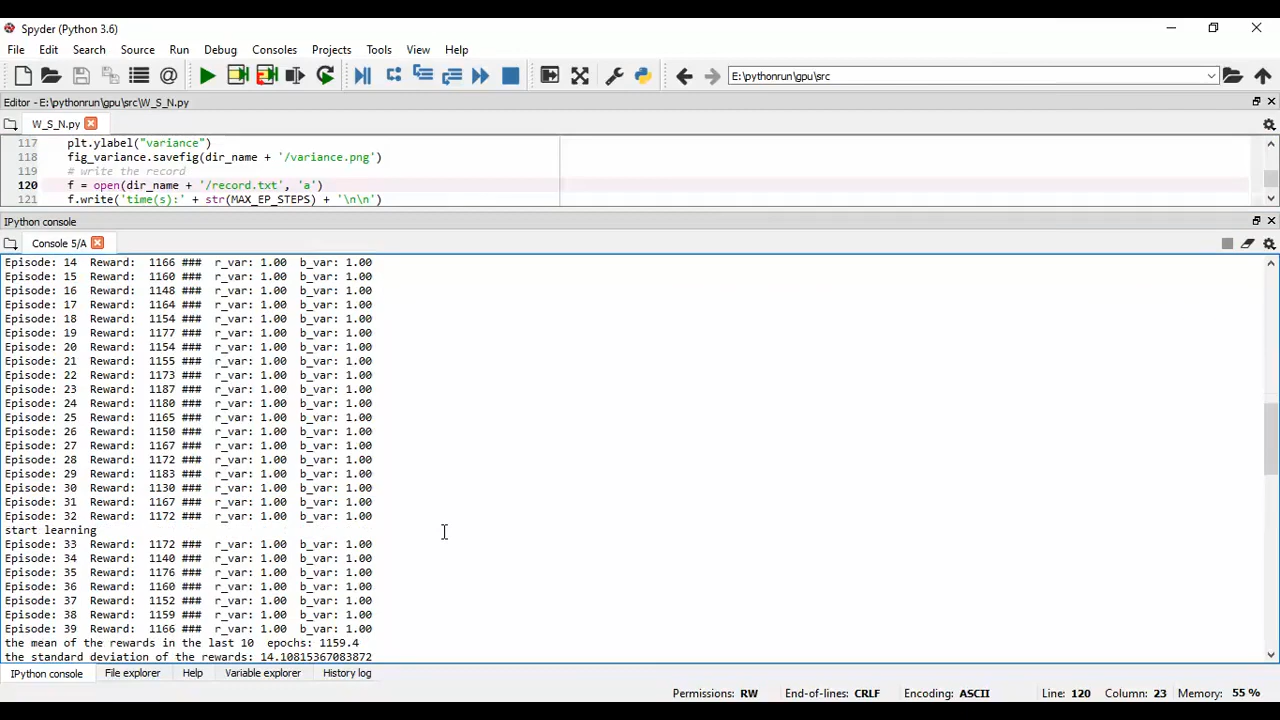 Spyder (Python 3.6)
File Edit Search Source Run Debug Consoles Projects Tools View Help
E:\pythonrun\gpu\src
Editor - E:\pythonrun\gpu\src\W_S_N.py
W_S_N.py
117 plt.ylabel("variance")
118 fig_variance.savefig(dir_name + '/variance.png')
119 # write the record
120 f = open(dir_name + '/record.txt', 'a')
121 f.write('time(s):' + str(MAX_EP_STEPS) + '\n\n')
IPython console
Console 5/A
Episode: 14 Reward: 1166 ### r_var: 1.00 b_var: 1.00
Episode: 15 Reward: 1160 ### r_var: 1.00 b_var: 1.00
Episode: 16 Reward: 1148 ### r_var: 1.00 b_var: 1.00
Episode: 17 Reward: 1164 ### r_var: 1.00 b_var: 1.00
Episode: 18 Reward: 1154 ### r_var: 1.00 b_var: 1.00
Episode: 19 Reward: 1177 ### r_var: 1.00 b_var: 1.00
Episode: 20 Reward: 1154 ### r_var: 1.00 b_var: 1.00
Episode: 21 Reward: 1155 ### r_var: 1.00 b_var: 1.00
Episode: 22 Reward: 1173 ### r_var: 1.00 b_var: 1.00
Episode: 23 Reward: 1187 ### r_var: 1.00 b_var: 1.00
Episode: 24 Reward: 1180 ### r_var: 1.00 b_var: 1.00
Episode: 25 Reward: 1165 ### r_var: 1.00 b_var: 1.00
Episode: 26 Reward: 1150 ### r_var: 1.00 b_var: 1.00
Episode: 27 Reward: 1167 ### r_var: 1.00 b_var: 1.00
Episode: 28 Reward: 1172 ### r_var: 1.00 b_var: 1.00
Episode: 29 Reward: 1183 ### r_var: 1.00 b_var: 1.00
Episode: 30 Reward: 1130 ### r_var: 1.00 b_var: 1.00
Episode: 31 Reward: 1167 ### r_var: 1.00 b_var: 1.00
Episode: 32 Reward: 1172 ### r_var: 1.00 b_var: 1.00
start learning
Episode: 33 Reward: 1172 ### r_var: 1.00 b_var: 1.00
Episode: 34 Reward: 1140 ### r_var: 1.00 b_var: 1.00
Episode: 35 Reward: 1176 ### r_var: 1.00 b_var: 1.00
Episode: 36 Reward: 1160 ### r_var: 1.00 b_var: 1.00
Episode: 37 Reward: 1152 ### r_var: 1.00 b_var: 1.00
Episode: 38 Reward: 1159 ### r_var: 1.00 b_var: 1.00
Episode: 39 Reward: 1166 ### r_var: 1.00 b_var: 1.00
the mean of the rewards in the last 10 epochs: 1159.4
the standard deviation of the rewards: 14.10815367083872
IPython console File explorer Help Variable explorer History log
Permissions: RW End-of-lines: CRLF Encoding: ASCII Line: 120 Column: 23 Memory: 55 %